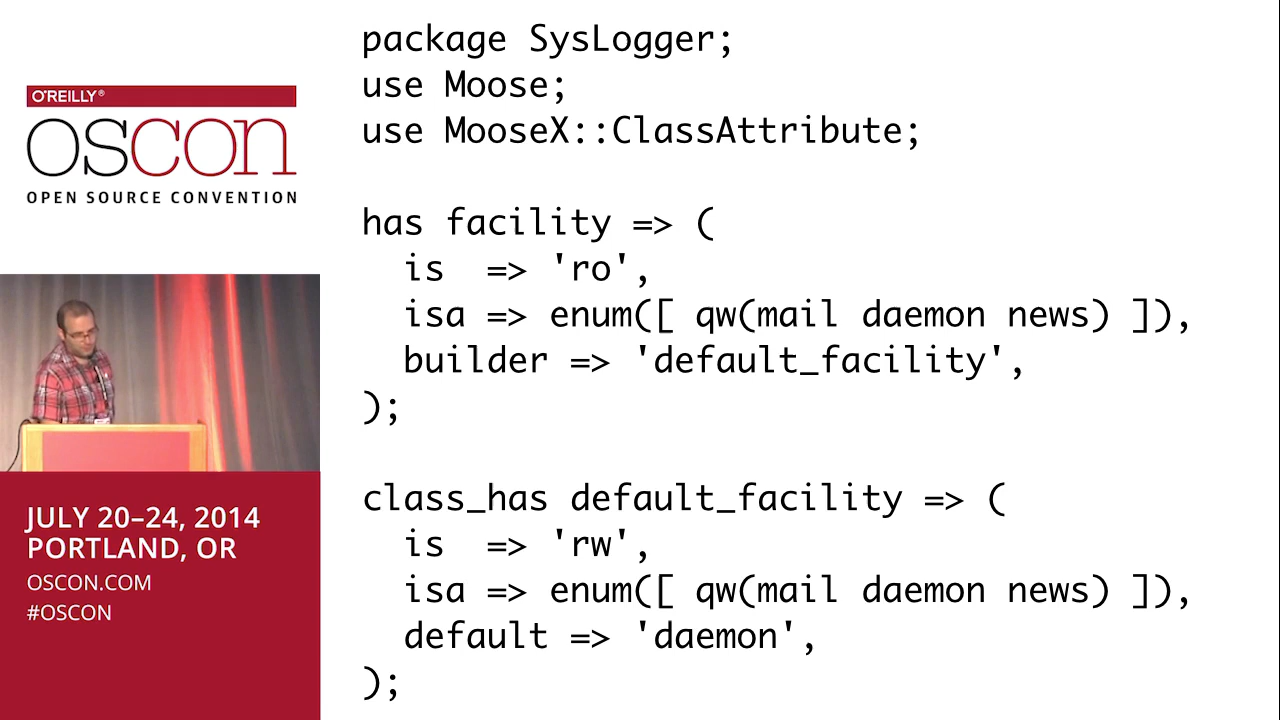 O'REILLY®
OSCON
OPEN SOURCE CONVENTION
JULY 20–24, 2014
PORTLAND, OR
OSCON.COM
#OSCON
package SysLogger;
use Moose;
use MooseX::ClassAttribute;
has facility => (
  is  => 'ro',
  isa => enum([ qw(mail daemon news) ]),
  builder => 'default_facility',
);
class_has default_facility => (
  is  => 'rw',
  isa => enum([ qw(mail daemon news) ]),
  default => 'daemon',
);